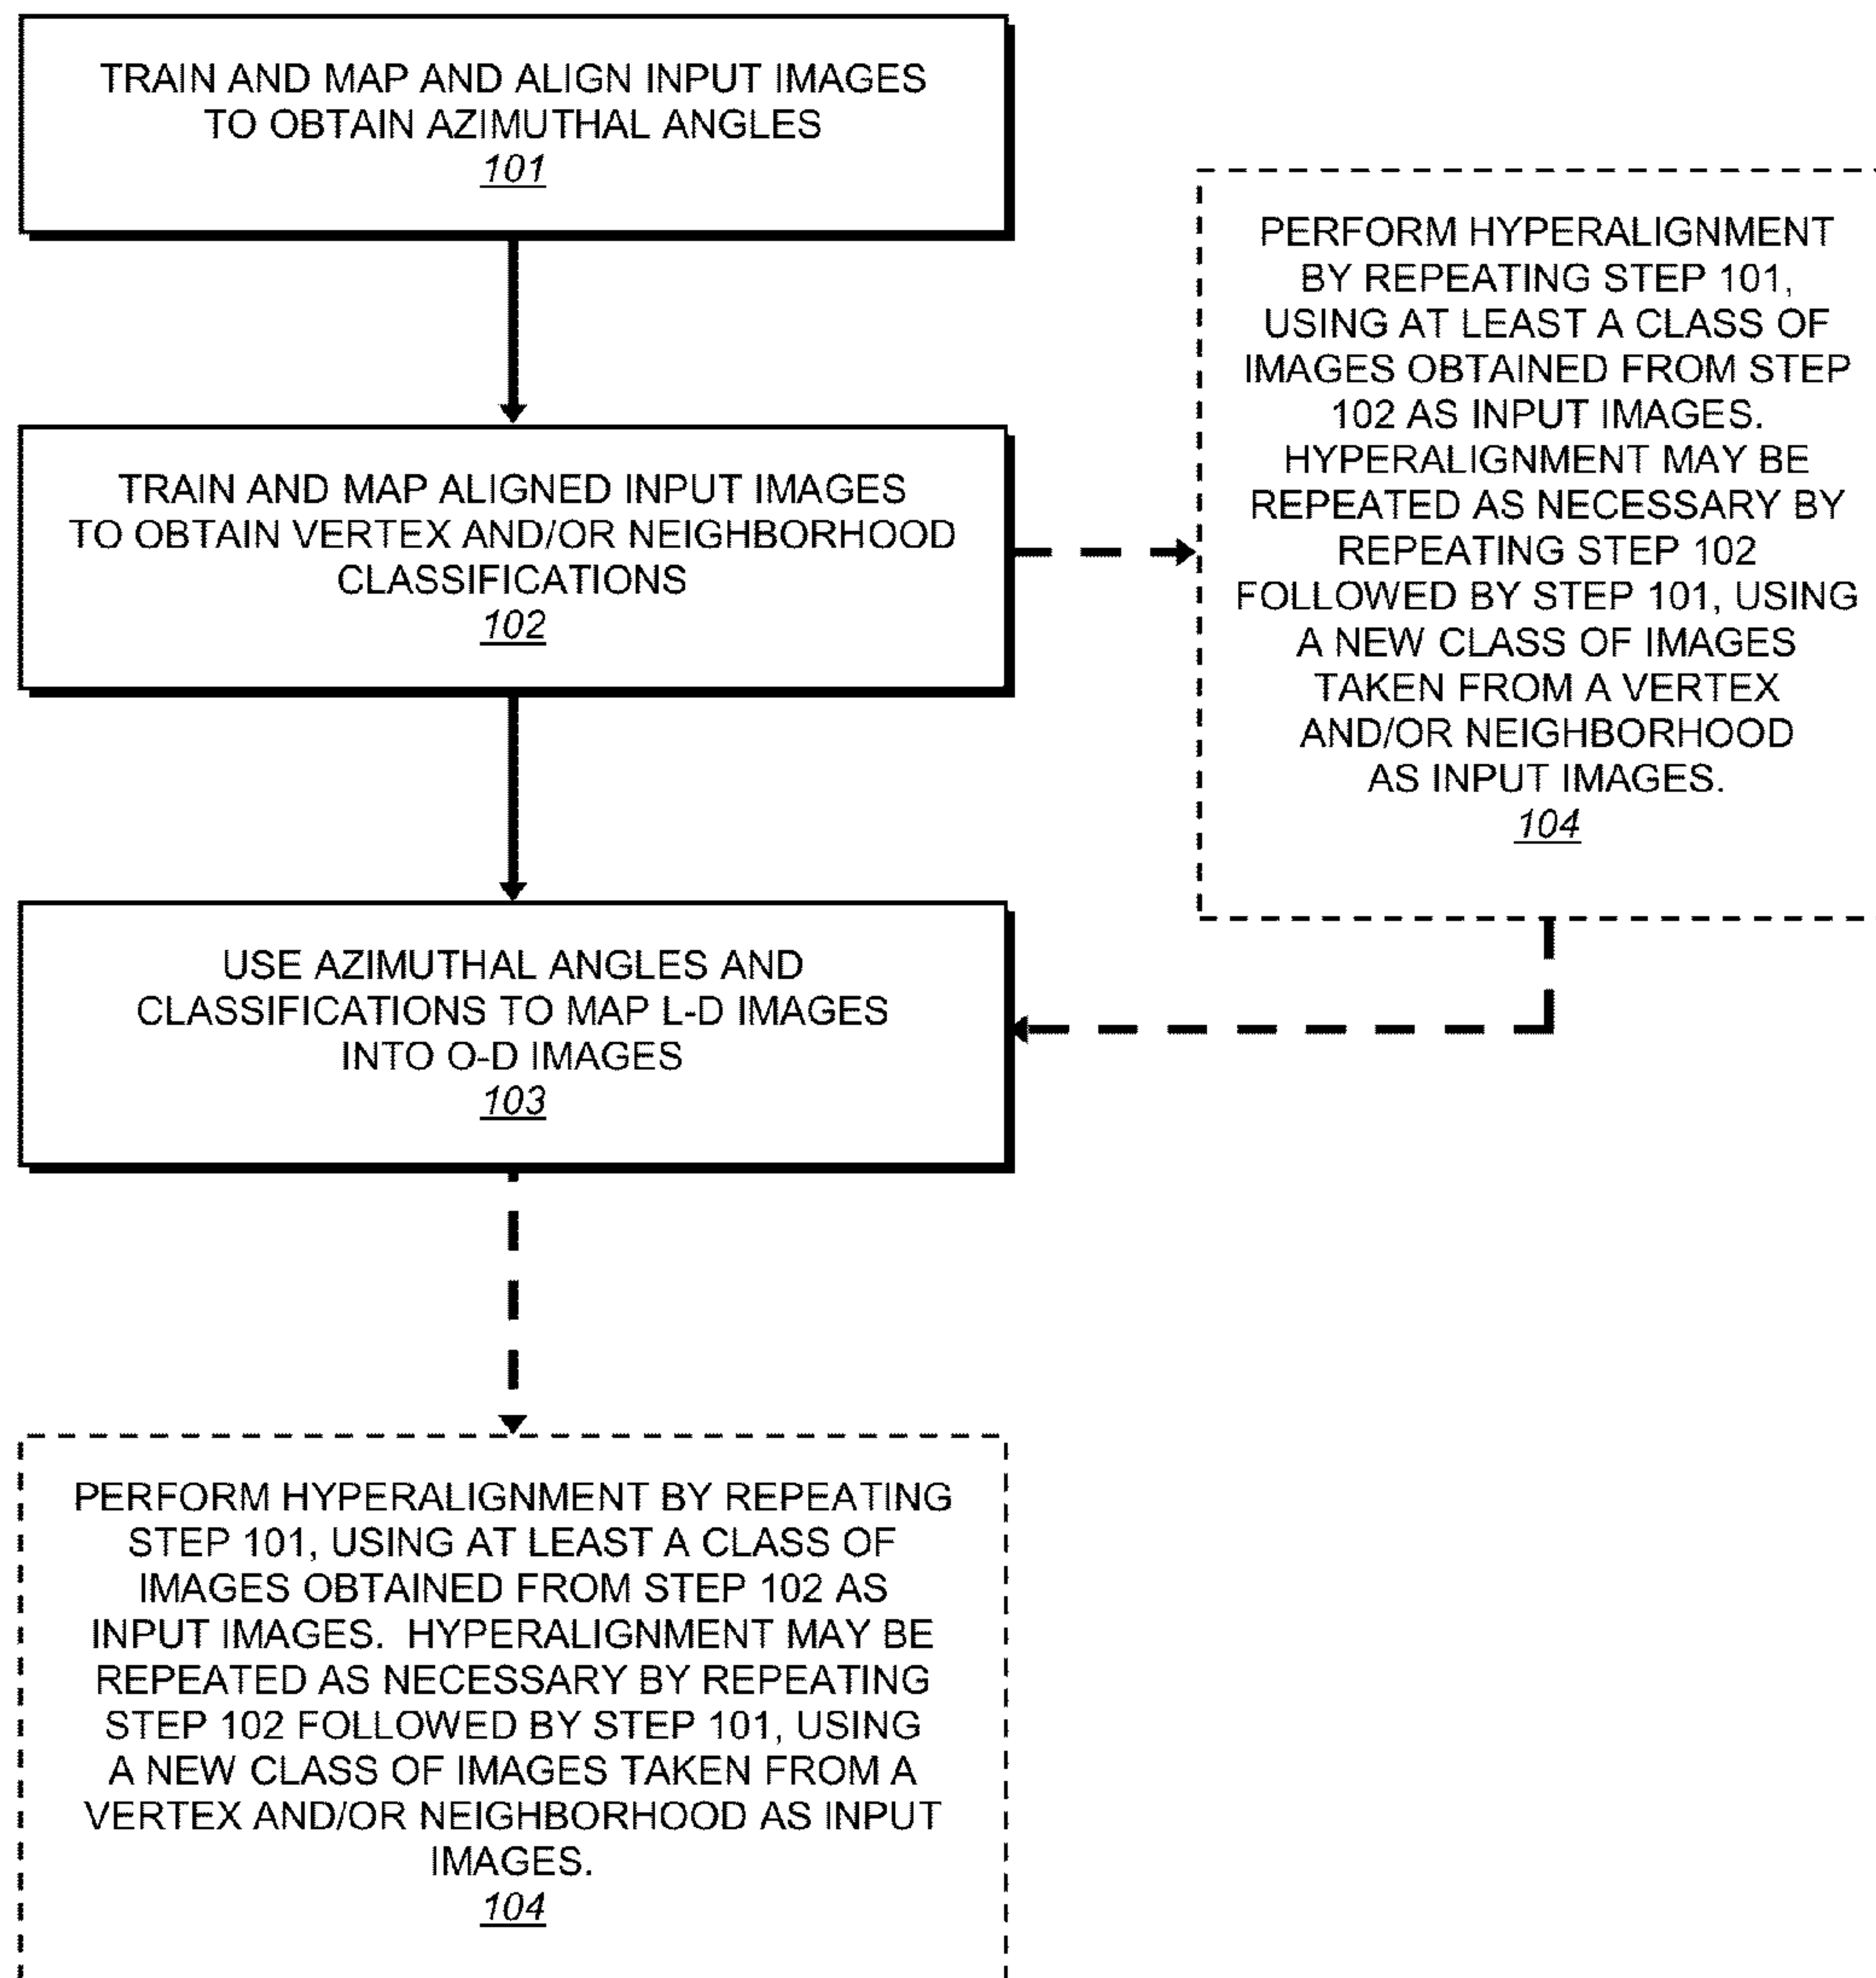 TRAIN AND MAP AND ALIGN INPUT IMAGES
TO OBTAIN AZIMUTHAL ANGLES
101
TRAIN AND MAP ALIGNED INPUT IMAGES
TO OBTAIN VERTEX AND/OR NEIGHBORHOOD
CLASSIFICATIONS
102
PERFORM HYPERALIGNMENT
BY REPEATING STEP 101,
USING AT LEAST A CLASS OF
IMAGES OBTAINED FROM STEP
102 AS INPUT IMAGES.
HYPERALIGNMENT MAY BE
REPEATED AS NECESSARY BY
REPEATING STEP 102
FOLLOWED BY STEP 101, USING
A NEW CLASS OF IMAGES
TAKEN FROM A VERTEX
AND/OR NEIGHBORHOOD
AS INPUT IMAGES.
104
USE AZIMUTHAL ANGLES AND
CLASSIFICATIONS TO MAP L-D IMAGES
INTO O-D IMAGES
103
PERFORM HYPERALIGNMENT BY REPEATING
STEP 101, USING AT LEAST A CLASS OF
IMAGES OBTAINED FROM STEP 102 AS
INPUT IMAGES. HYPERALIGNMENT MAY BE
REPEATED AS NECESSARY BY REPEATING
STEP 102 FOLLOWED BY STEP 101, USING
A NEW CLASS OF IMAGES TAKEN FROM A
VERTEX AND/OR NEIGHBORHOOD AS INPUT
IMAGES.
104